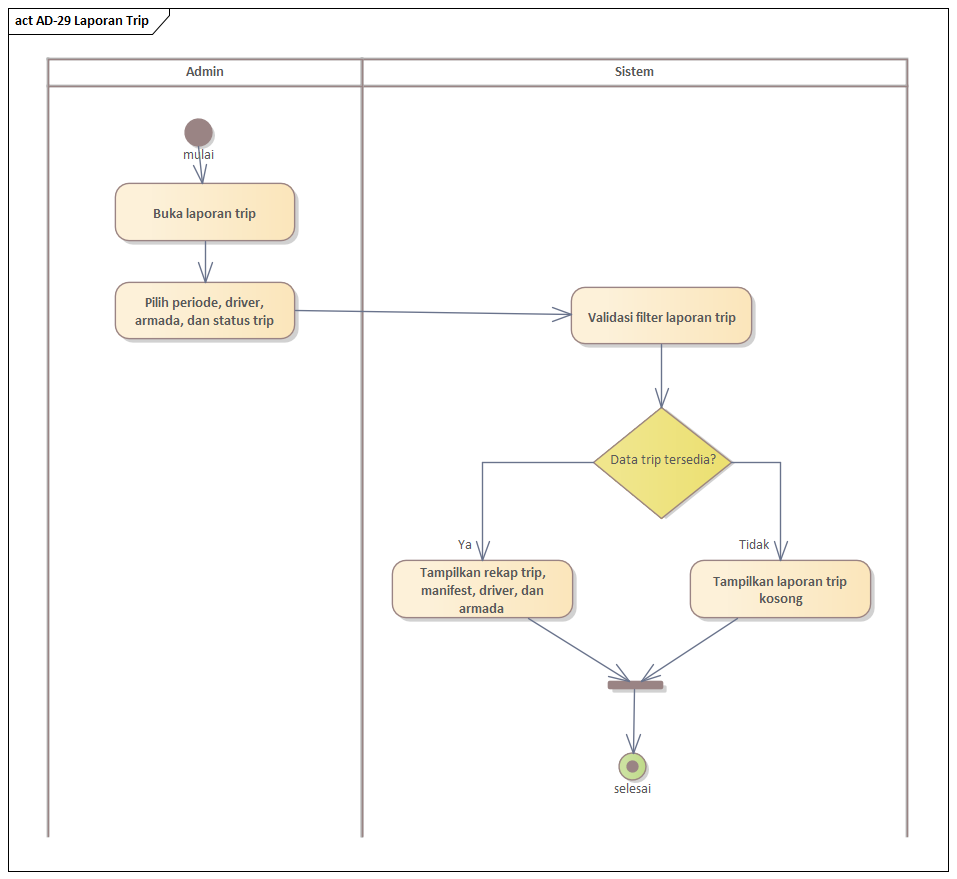 act AD-29 Laporan Trip
Admin
Sistem
mulai
Buka laporan trip
Pilih periode, driver,
armada, dan status trip
Validasi filter laporan trip
Data trip tersedia?
Ya
Tidak
Tampilkan rekap trip,
manifest, driver, dan
armada
Tampilkan laporan trip
kosong
selesai